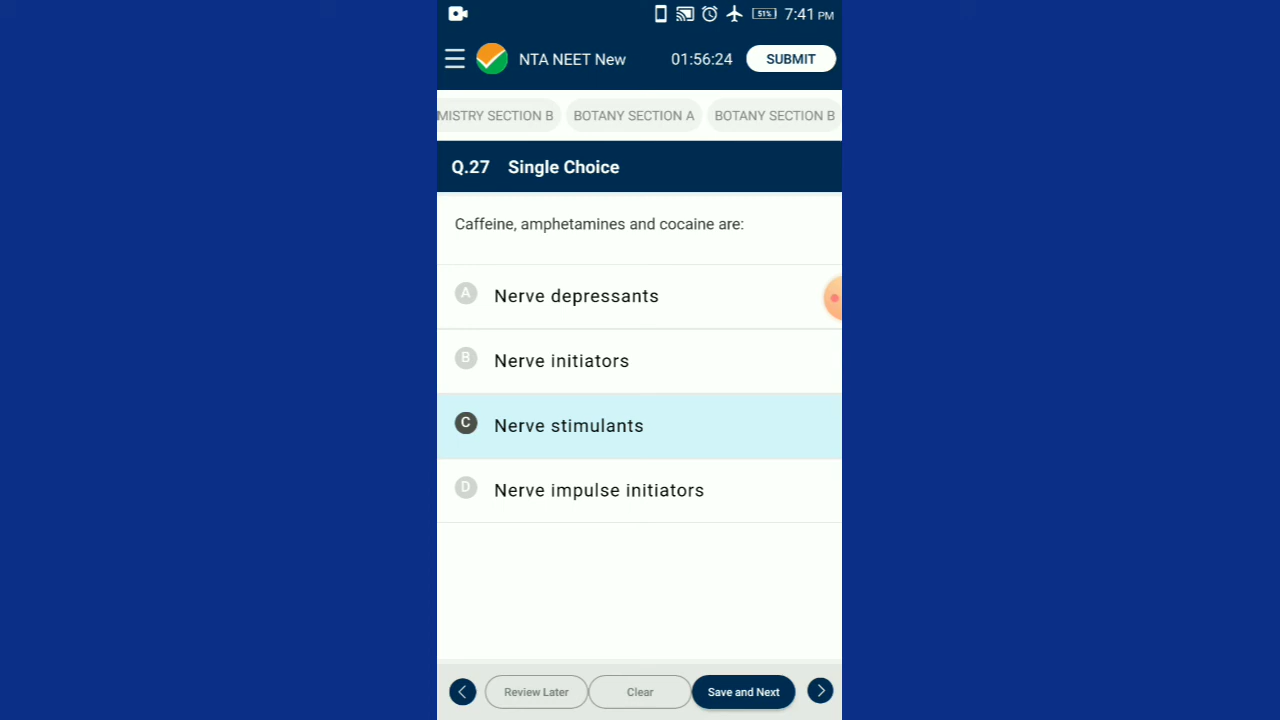 51% 7:41 PM
NTA NEET New 01:56:24 SUBMIT
MISTRY SECTION B BOTANY SECTION A BOTANY SECTION B
Q.27 Single Choice
Caffeine, amphetamines and cocaine are:
A Nerve depressants
B Nerve initiators
C Nerve stimulants
D Nerve impulse initiators
Review Later Clear Save and Next